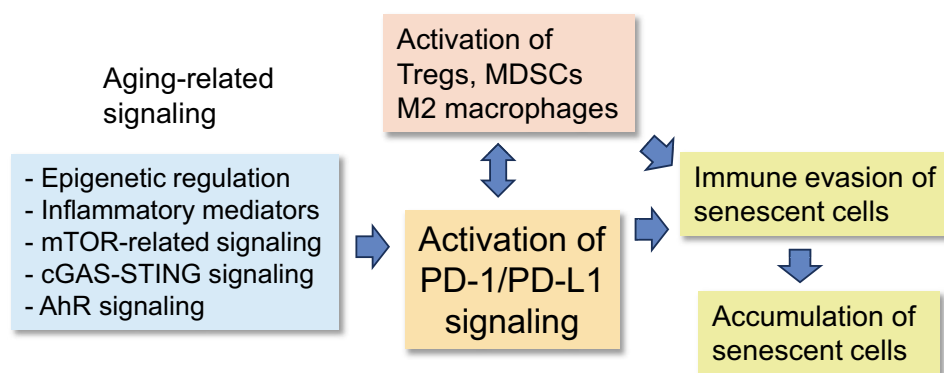 Aging-related
signaling
- Epigenetic regulation
- Inflammatory mediators
- mTOR-related signaling
- cGAS-STING signaling
- AhR signaling
Activation of
Tregs, MDSCs
M2 macrophages
Activation of
PD-1/PD-L1
signaling
Immune evasion of
senescent cells
Accumulation of
senescent cells